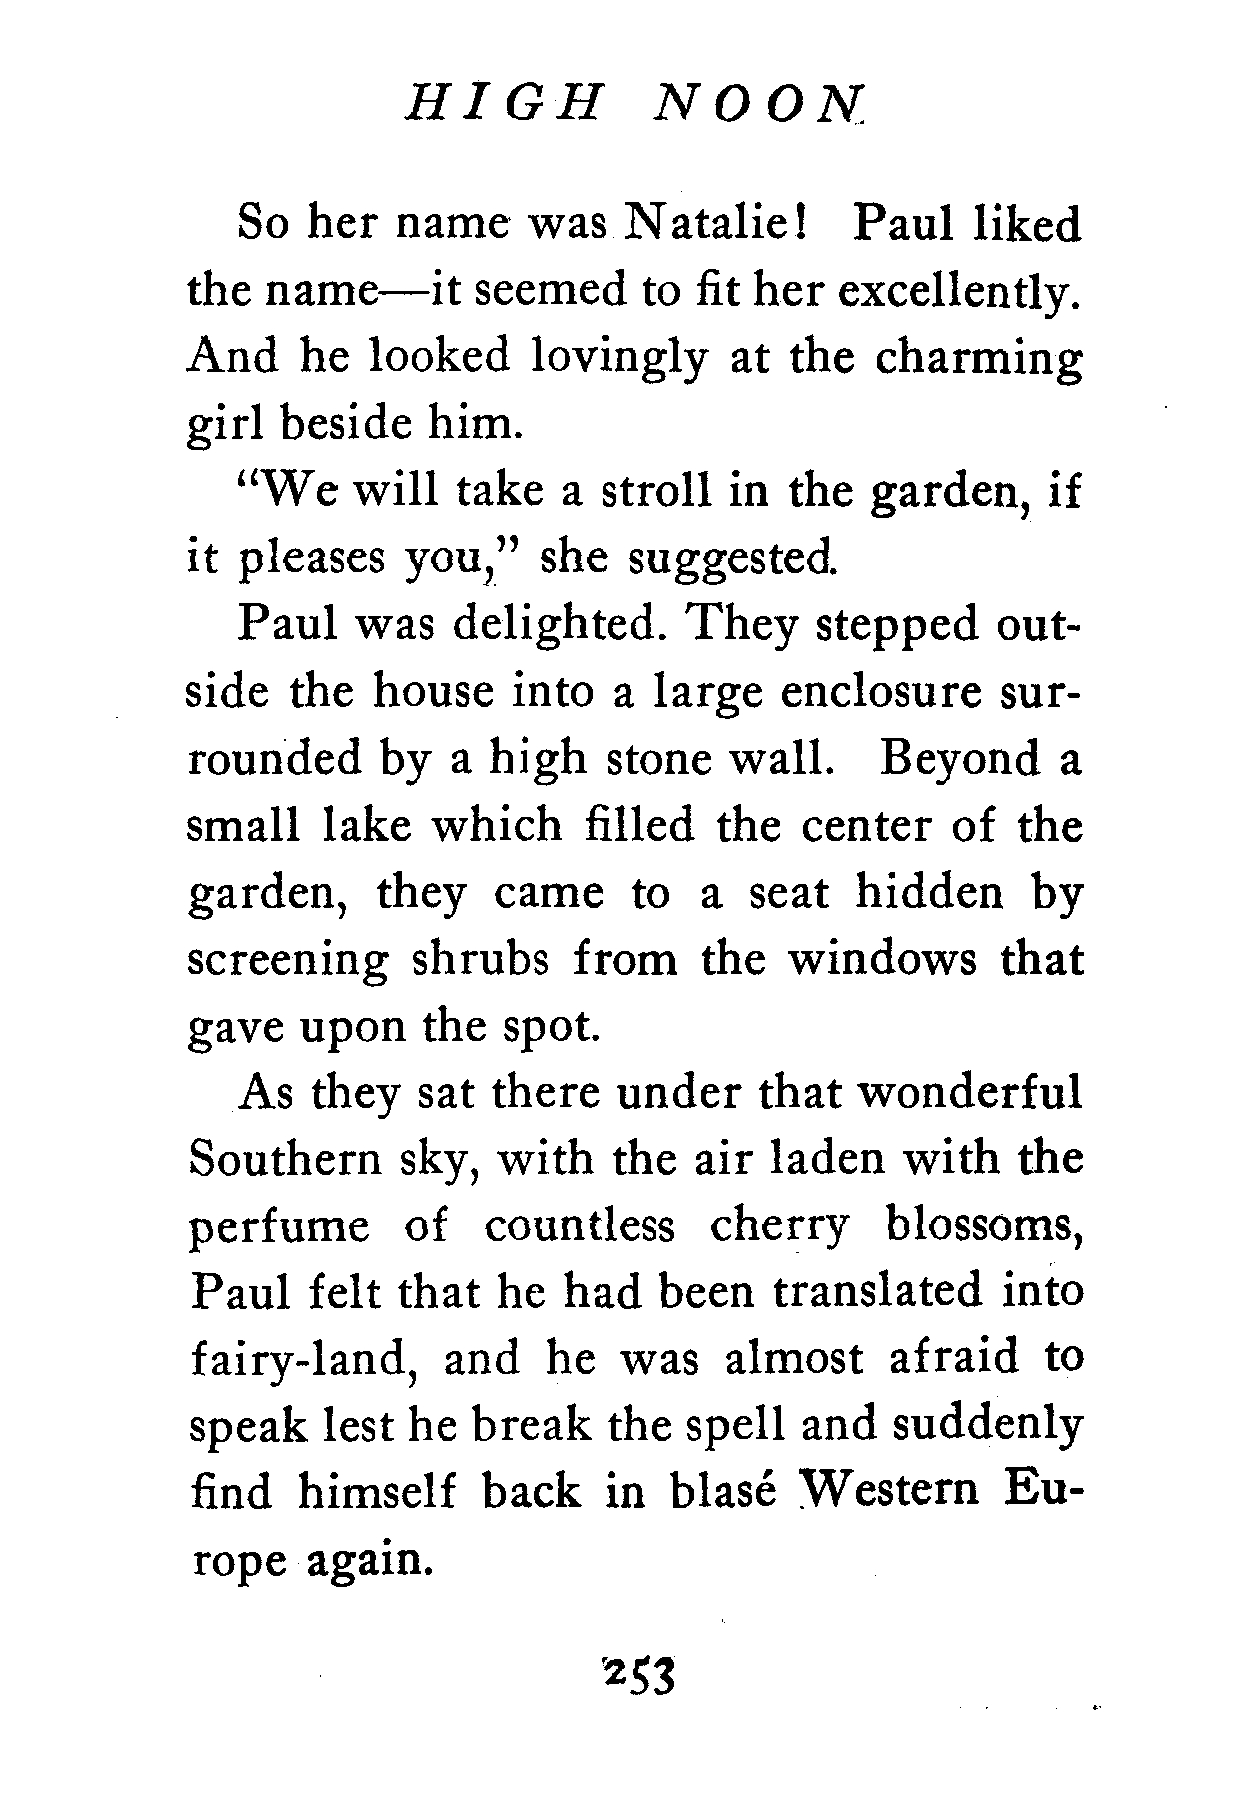 HIGH NOON
So her name was Natalie! Paul liked
the name—it seemed to fit her excellently.
And he looked lovingly at the charming
girl beside him.
“We will take a stroll in the garden, if
it pleases you,” she suggested.
Paul was delighted. They stepped out-
side the house into a large enclosure sur-
rounded by a high stone wall. Beyond a
small lake which filled the center of the
garden, they came to a seat hidden by
screening shrubs from the windows that
gave upon the spot.
As they sat there under that wonderful
Southern sky, with the air laden with the
perfume of countless cherry blossoms,
Paul felt that he had been translated into
fairy-land, and he was almost afraid to
speak lest he break the spell and suddenly
find himself back in blasé Western Eu-
rope again.
253